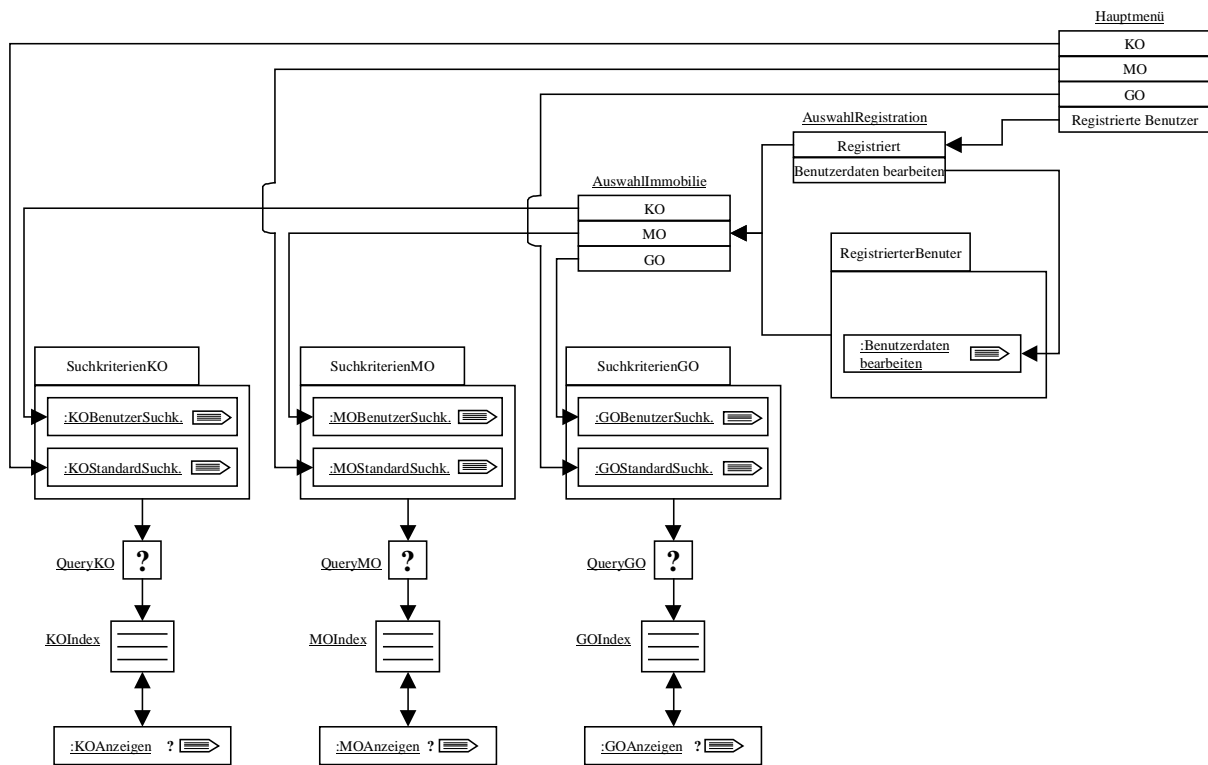 Hauptmenü
KO
MO
GO
Registrierte Benutzer
AuswahlRegistration
Registriert
Benutzerdaten bearbeiten
AuswahlImmobilie
KO
MO
GO
RegistrierterBenuter
:Benutzerdaten
bearbeiten
SuchkriterienKO
:KOBenutzerSuchk.
:KOStandardSuchk.
SuchkriterienMO
:MOBenutzerSuchk.
:MOStandardSuchk.
SuchkriterienGO
:GOBenutzerSuchk.
:GOStandardSuchk.
QueryKO ?
QueryMO ?
QueryGO ?
KOIndex
MOIndex
GOIndex
:KOAnzeigen ?
:MOAnzeigen ?
:GOAnzeigen ?